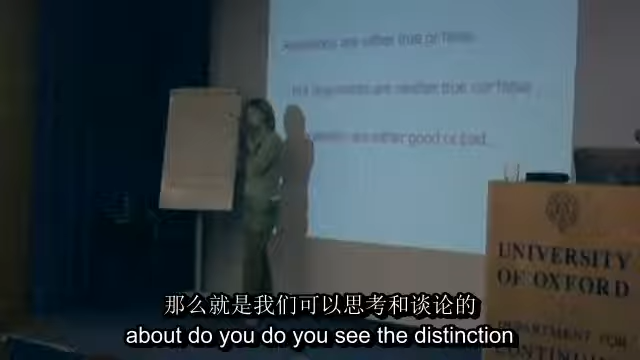 are either true or false
arguments are neither true nor false
are either good or bad
UNIVERSITY
OF OXFORD
DEPARTMENT FOR
那么就是我们可以思考和谈论的
about do you do you see the distinction